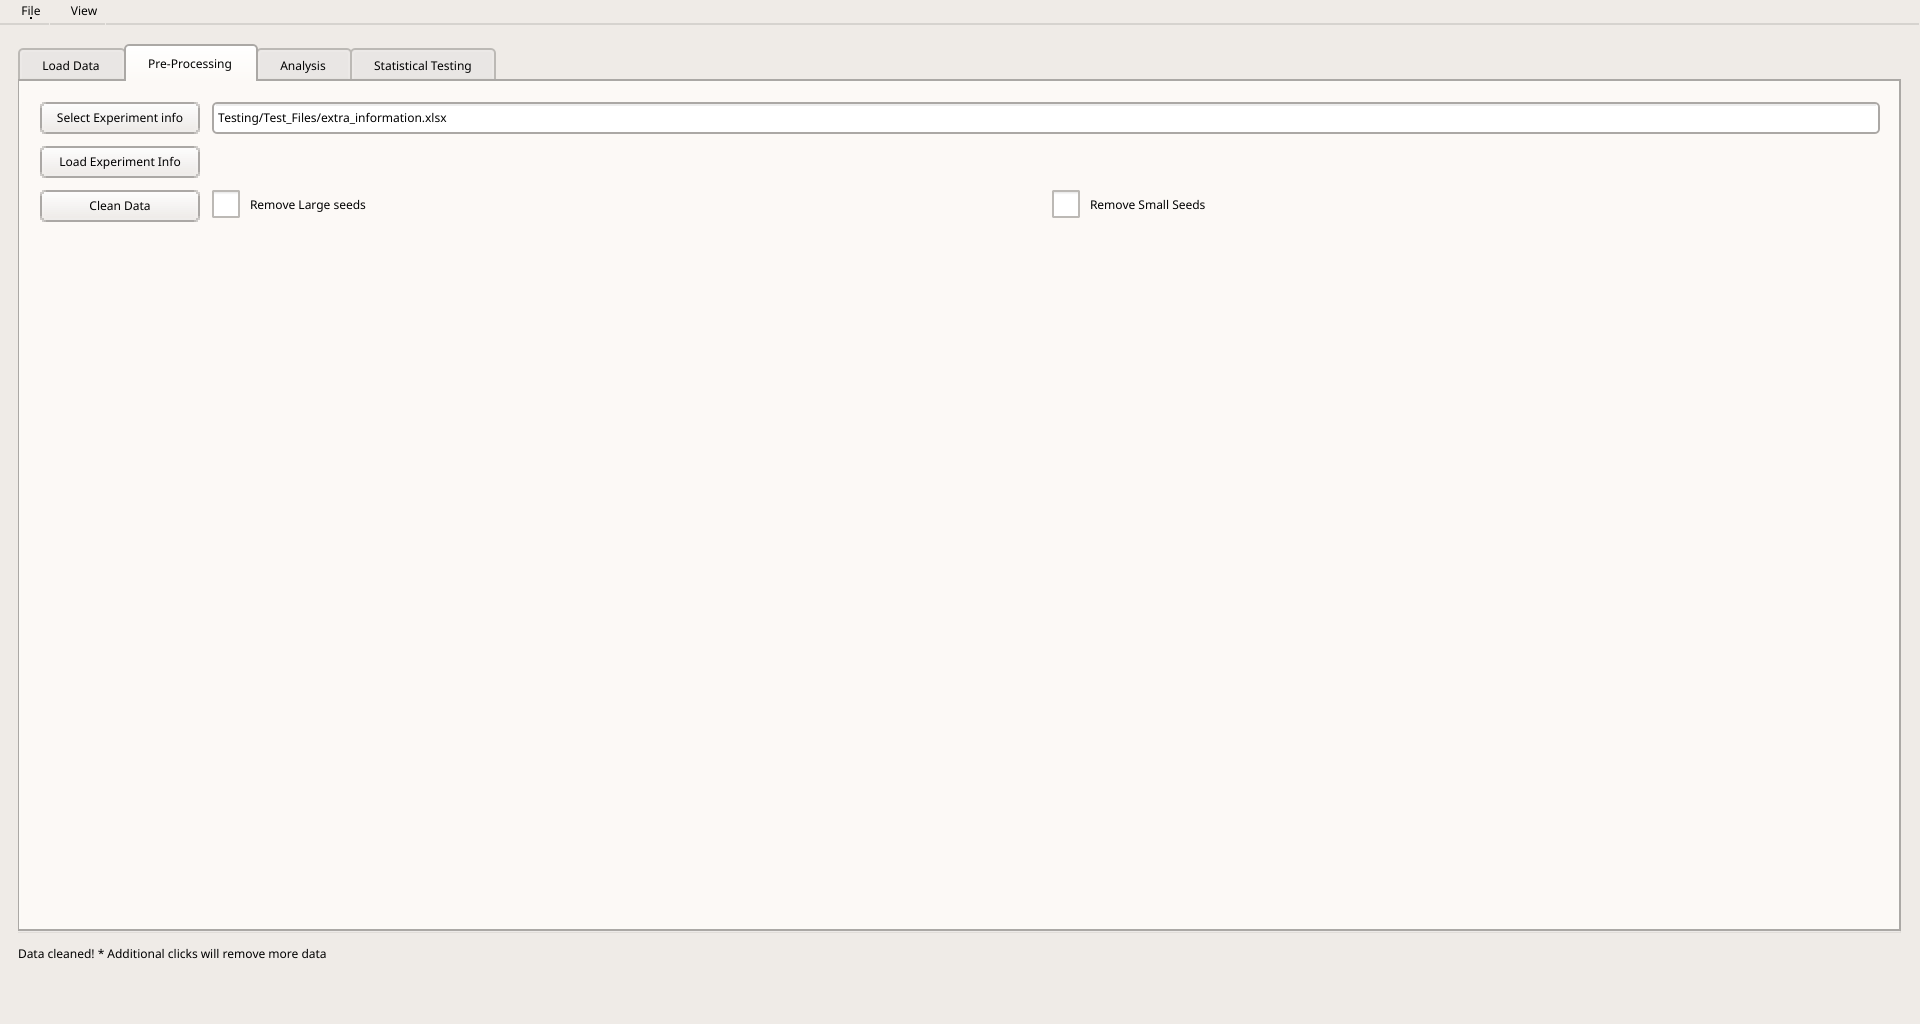 File View
Load Data Pre-Processing Analysis Statistical Testing
Select Experiment info Testing/Test_Files/extra_information.xlsx
Load Experiment Info
Clean Data Remove Large seeds Remove Small Seeds
Data cleaned! * Additional clicks will remove more data